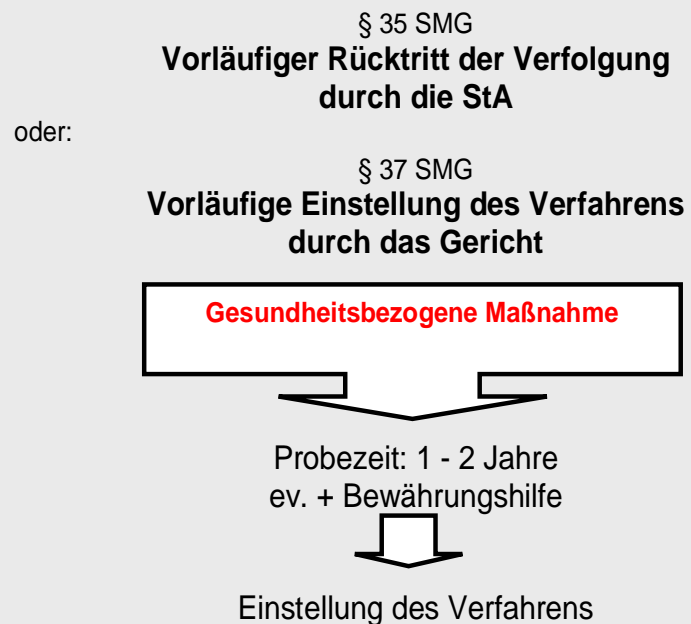 § 35 SMG
Vorläufiger Rücktritt der Verfolgung
durch die StA
oder:
§ 37 SMG
Vorläufige Einstellung des Verfahrens
durch das Gericht
Gesundheitsbezogene Maßnahme
Probezeit: 1 - 2 Jahre
ev. + Bewährungshilfe
Einstellung des Verfahrens